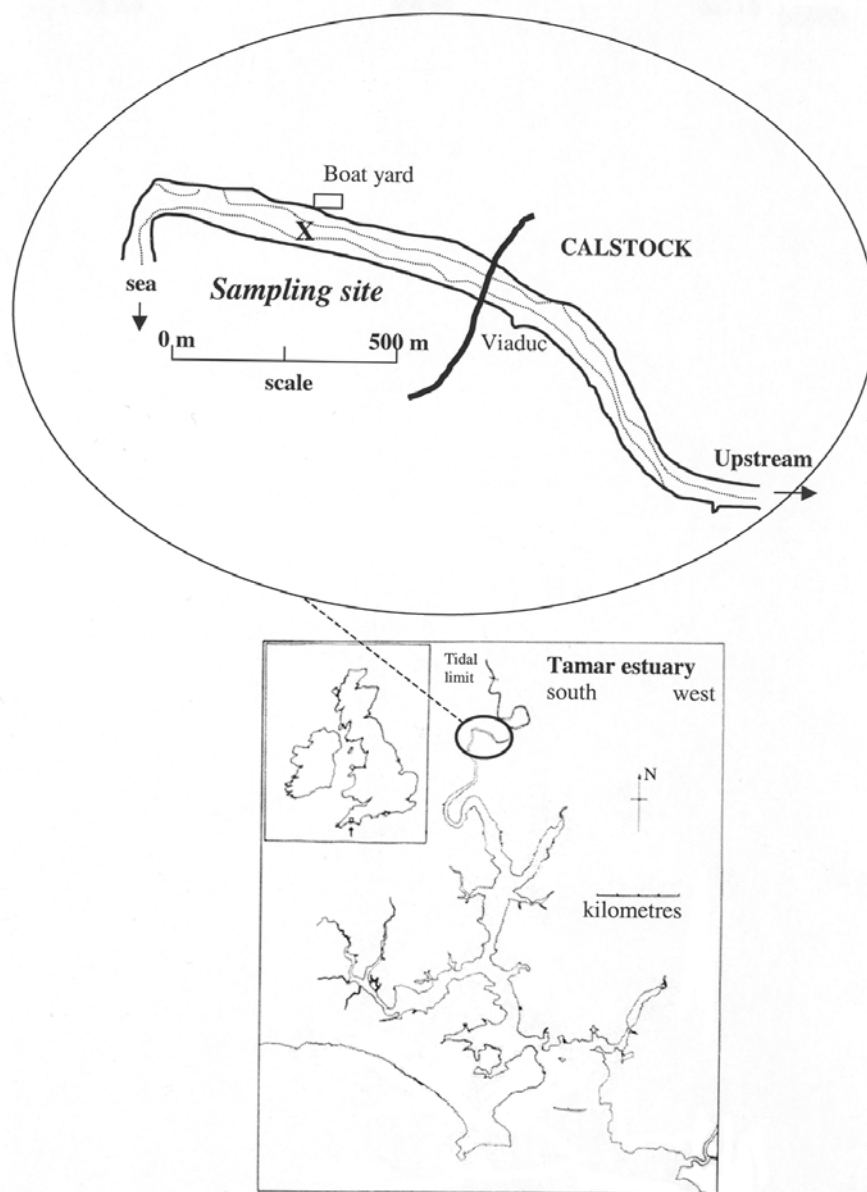 Boat yard
X
CALSTOCK
sea
Sampling site
0 m 500 m
Viaduc
scale
Upstream
Tidal
limit
Tamar estuary
south west
N
kilometres